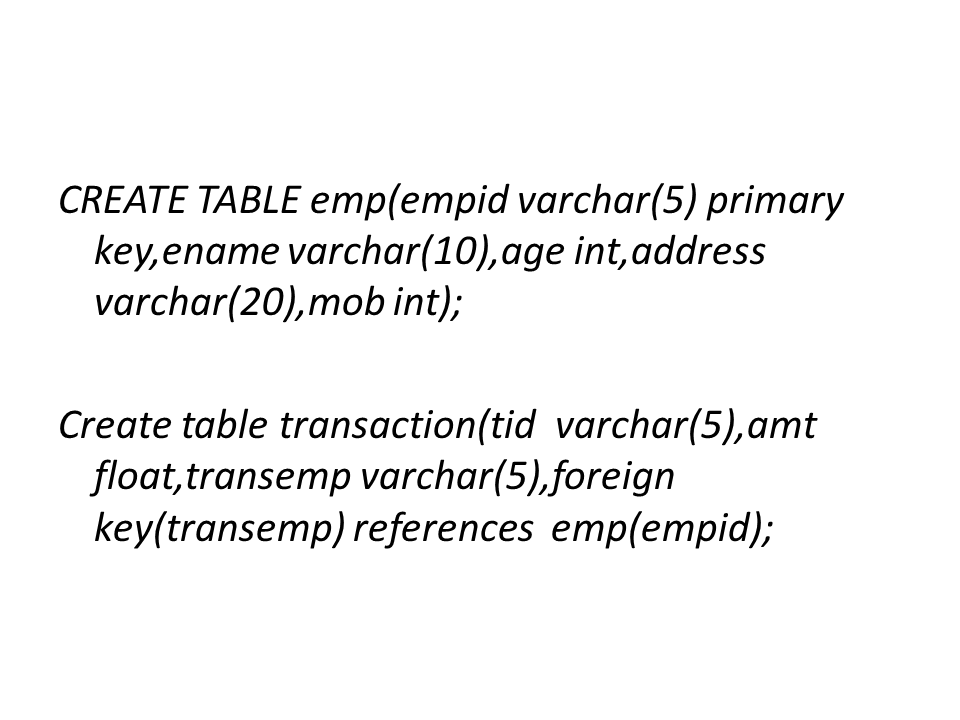 CREATE TABLE emp(empid varchar(5) primary
key,ename varchar(10),age int,address
varchar(20),mob int);
Create table transaction(tid  varchar(5),amt
float,transemp varchar(5),foreign
key(transemp) references  emp(empid);